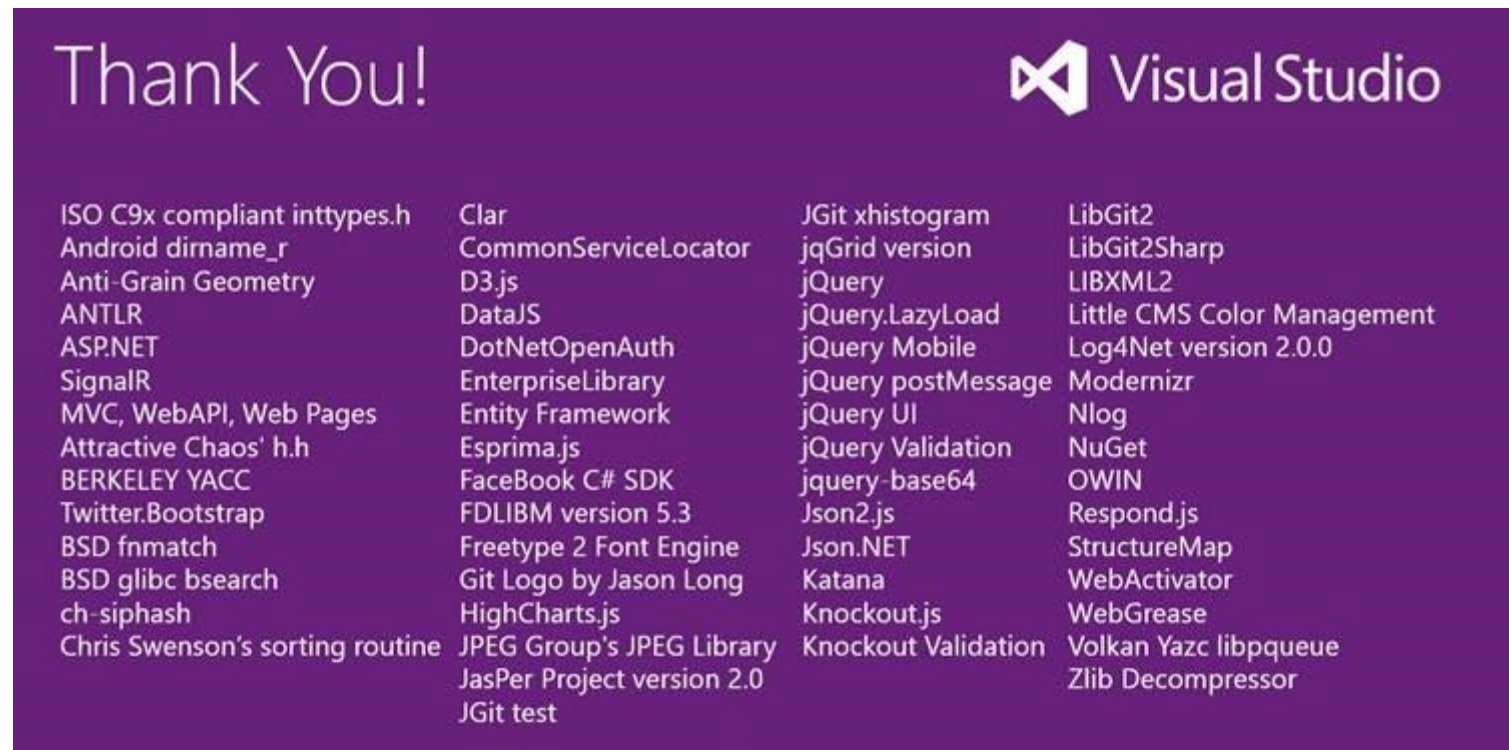 Thank You!
Visual Studio
ISO C9x compliant inttypes.h
Android dirname_r
Anti-Grain Geometry
ANTLR
ASP.NET
SignalR
MVC, WebAPI, Web Pages
Attractive Chaos' h.h
BERKELEY YACC
Twitter.Bootstrap
BSD fnmatch
BSD glibc bsearch
ch-siphash
Chris Swenson’s sorting routine
Clar
CommonServiceLocator
D3.js
DataJS
DotNetOpenAuth
EnterpriseLibrary
Entity Framework
Esprima.js
FaceBook C# SDK
FDLIBM version 5.3
Freetype 2 Font Engine
Git Logo by Jason Long
HighCharts.js
JPEG Group's JPEG Library
JasPer Project version 2.0
JGit test
JGit xhistogram
jqGrid version
jQuery
jQuery.LazyLoad
jQuery Mobile
jQuery postMessage
jQuery UI
jQuery Validation
jquery-base64
Json2.js
Json.NET
Katana
Knockout.js
Knockout Validation
LibGit2
LibGit2Sharp
LIBXML2
Little CMS Color Management
Log4Net version 2.0.0
Modernizr
Nlog
NuGet
OWIN
Respond.js
StructureMap
WebActivator
WebGrease
Volkan Yazc libpqueue
Zlib Decompressor